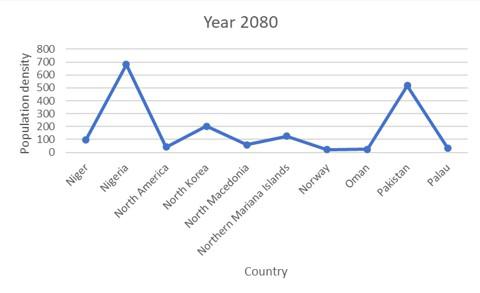 Year 2080
Population density
800
700
600
500
400
300
200
100
0
Niger
Nigeria
North America
North Korea
North Macedonia
Northern Mariana Islands
Norway
Oman
Pakistan
Palau
Country